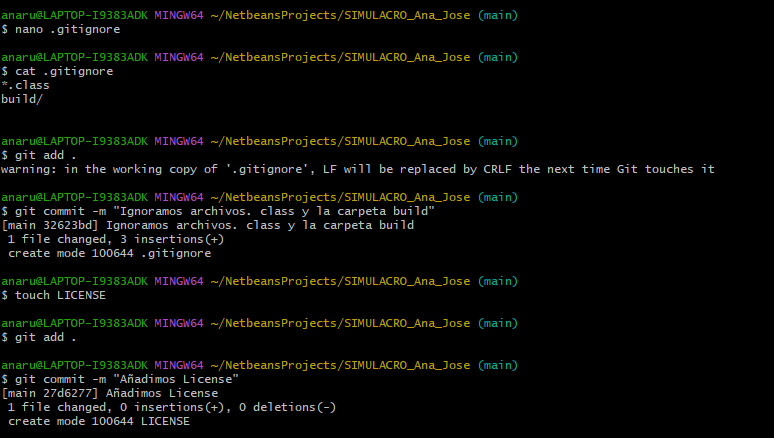 anaru@LAPTOP-I9383ADK MINGW64 ~/NetbeansProjects/SIMULACRO_Ana_Jose (main)
$ nano .gitignore
anaru@LAPTOP-I9383ADK MINGW64 ~/NetbeansProjects/SIMULACRO_Ana_Jose (main)
$ cat .gitignore
*.class
build/
anaru@LAPTOP-I9383ADK MINGW64 ~/NetbeansProjects/SIMULACRO_Ana_Jose (main)
$ git add .
warning: in the working copy of '.gitignore', LF will be replaced by CRLF the next time Git touches it
anaru@LAPTOP-I9383ADK MINGW64 ~/NetbeansProjects/SIMULACRO_Ana_Jose (main)
$ git commit -m "Ignoramos archivos. class y la carpeta build"
[main 32623bd] Ignoramos archivos. class y la carpeta build
 1 file changed, 3 insertions(+)
 create mode 100644 .gitignore
anaru@LAPTOP-I9383ADK MINGW64 ~/NetbeansProjects/SIMULACRO_Ana_Jose (main)
$ touch LICENSE
anaru@LAPTOP-I9383ADK MINGW64 ~/NetbeansProjects/SIMULACRO_Ana_Jose (main)
$ git add .
anaru@LAPTOP-I9383ADK MINGW64 ~/NetbeansProjects/SIMULACRO_Ana_Jose (main)
$ git commit -m "Añadimos License"
[main 27d6277] Añadimos License
 1 file changed, 0 insertions(+), 0 deletions(-)
 create mode 100644 LICENSE